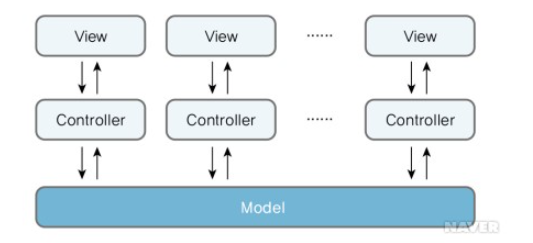 View View ...... View
Controller Controller ...... Controller
Model
NAVER